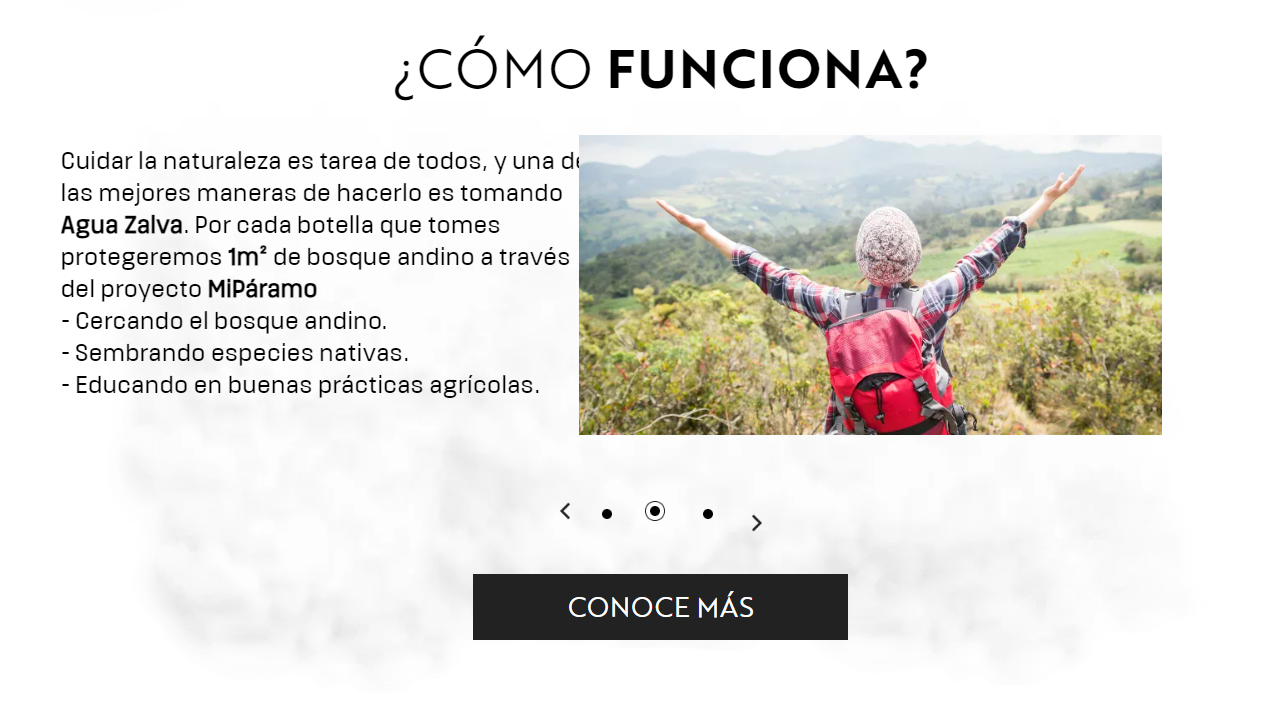 ¿CÓMO FUNCIONA?
Cuidar la naturaleza es tarea de todos, y una de
las mejores maneras de hacerlo es tomando
Agua Zalva. Por cada botella que tomes
protegeremos 1m² de bosque andino a través
del proyecto MiPáramo
- Cercando el bosque andino.
- Sembrando especies nativas.
- Educando en buenas prácticas agrícolas.
CONOCE MÁS